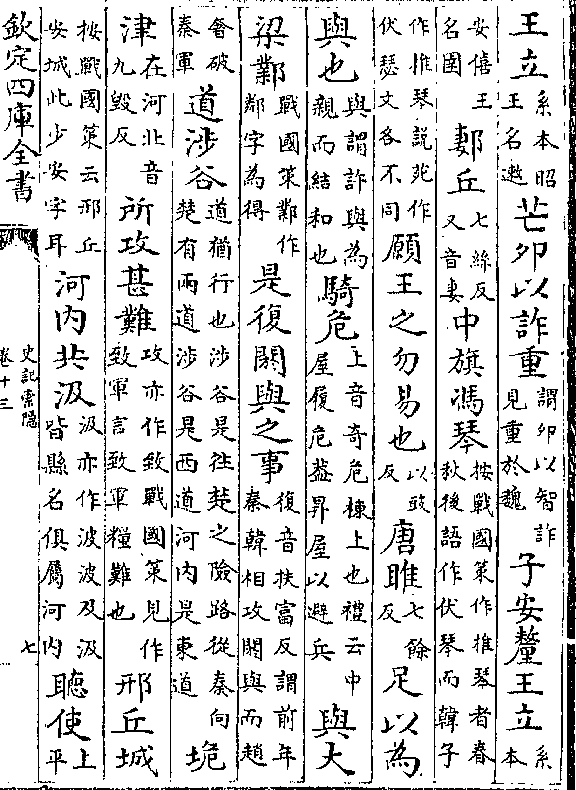 王立系本昭王名遬芒卯以詐重謂卯以智詐見重於魏子安釐王立系本
安僖王名圉郪丘七絲反又音妻中旗馮琴按戰國策作推琴者春秋後語作伏琴而韓子
作推琴說苑作伏瑟文各不同願王之勿易也以豉反唐雎七餘反足以為
與也與謂許與為親而結和也騎危上音奇危棟上也禮云中屋履危蓋昇屋以避兵與大
梁鄴戰國策鄴作鄰字為得是復閼與之事復音扶富反謂前年秦韓相攻閼與而趙
奢破秦軍道涉谷道猶行也涉谷是往楚之險路從秦向楚有兩道涉谷是西道河內是東道垝
津在河北音九毀反所攻甚難攻亦作致戰國策見作致軍言致軍糧難也邢丘城
按戰國策云邢丘安城此少安字耳河內共汲汲亦作波波及汲皆縣名俱屬河內聽使上平
欽定四庫全書
史記索隱
卷十三
七